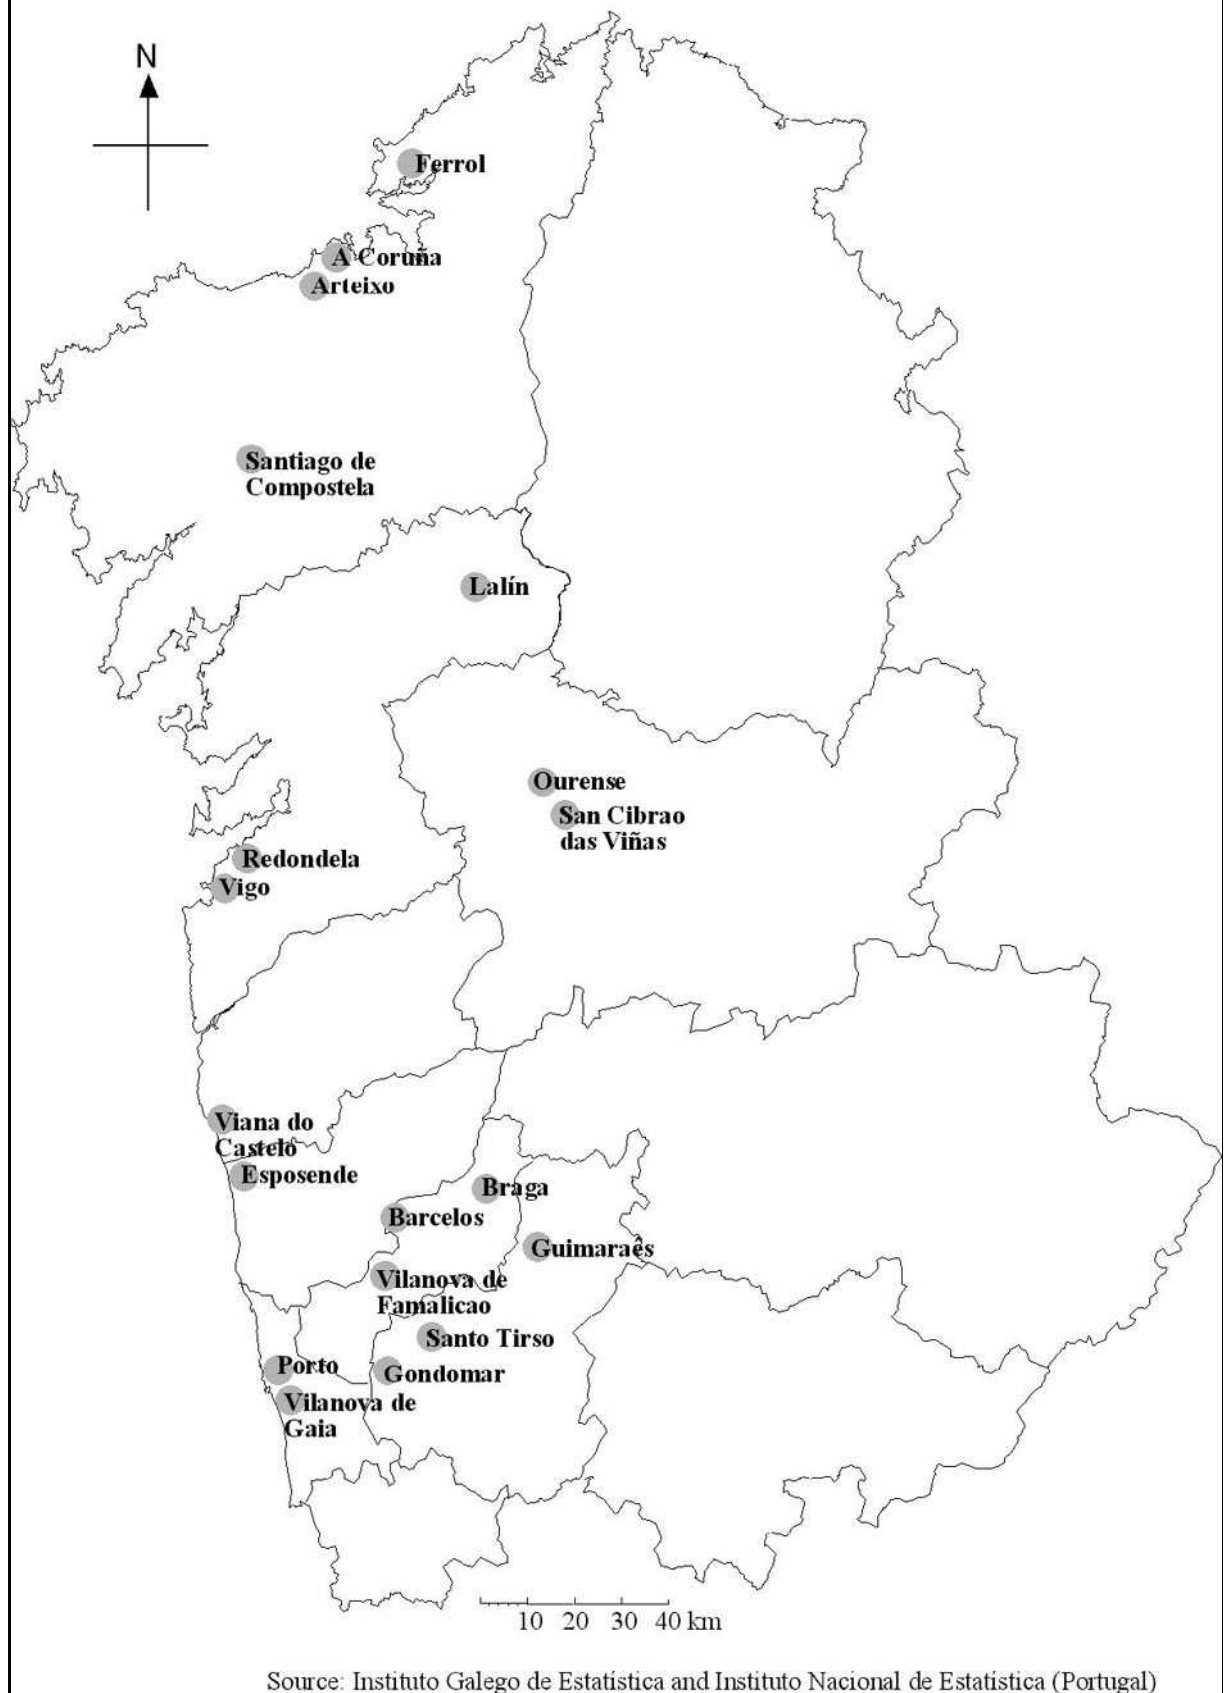 N
Ferrol
A Coruña
Arteixo
Santiago de
Compostela
Lalín
Ourense
San Cibrao
das Viñas
Redondela
Vigo
Viana do
Castelo
Esposende
Braga
Barcelos
Guimaraês
Vilanova de
Famalicao
Santo Tirso
Porto
Gondomar
Vilanova de
Gaia
10 20 30 40 km
Source: Instituto Galego de Estatística and Instituto Nacional de Estatística (Portugal)